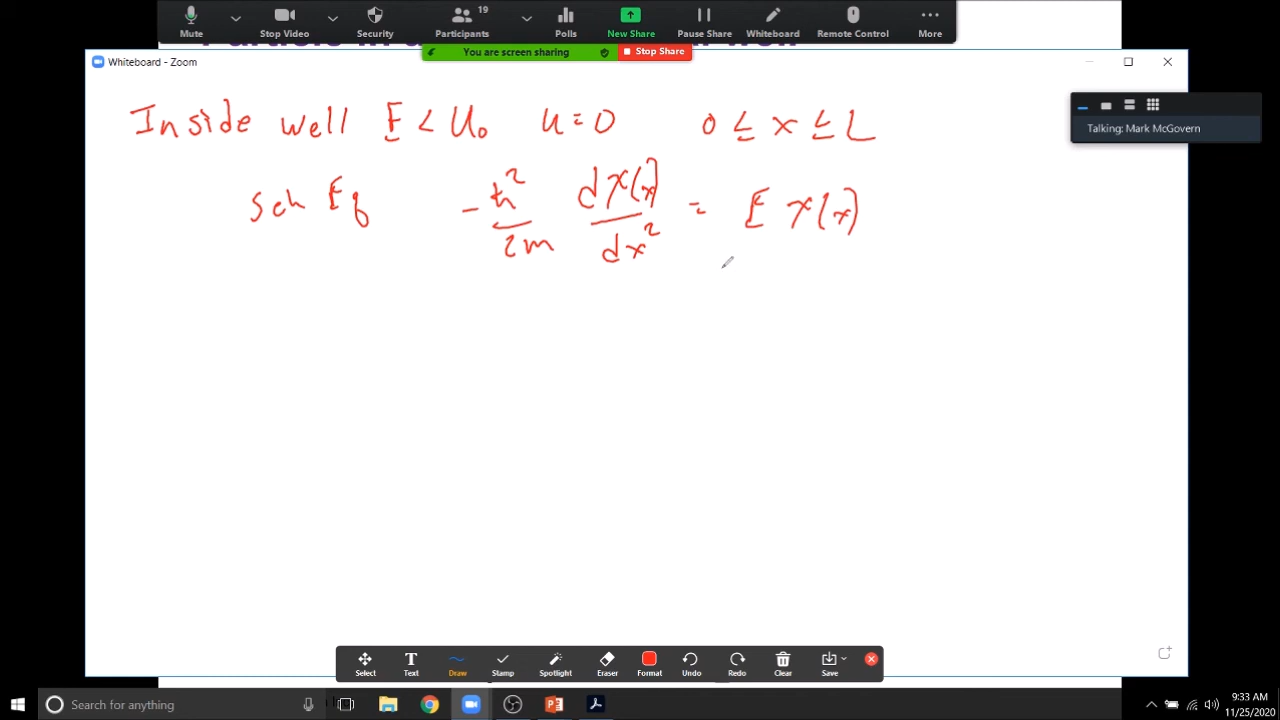 19
Mute
Stop Video
Security
Participants
Polls
New Share
Pause Share
Whiteboard
Remote Control
More
You are screen sharing
Stop Share
Whiteboard - Zoom
Talking: Mark McGovern
Inside well E < U₀ u = 0 0 ≤ x ≤ L
Sch Eq -ħ²/2m dψ(x)/dx² = E ψ(x)
Select
Text
Draw
Stamp
Spotlight
Eraser
Format
Undo
Redo
Clear
Save
Search for anything
9:33 AM
11/25/2020